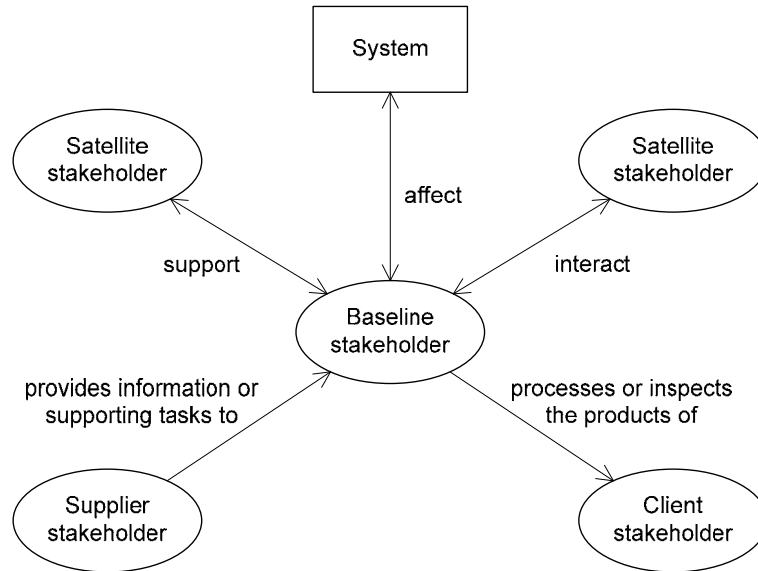 System
Satellite
stakeholder
Satellite
stakeholder
affect
support
interact
Baseline
stakeholder
provides information or
supporting tasks to
processes or inspects
the products of
Supplier
stakeholder
Client
stakeholder